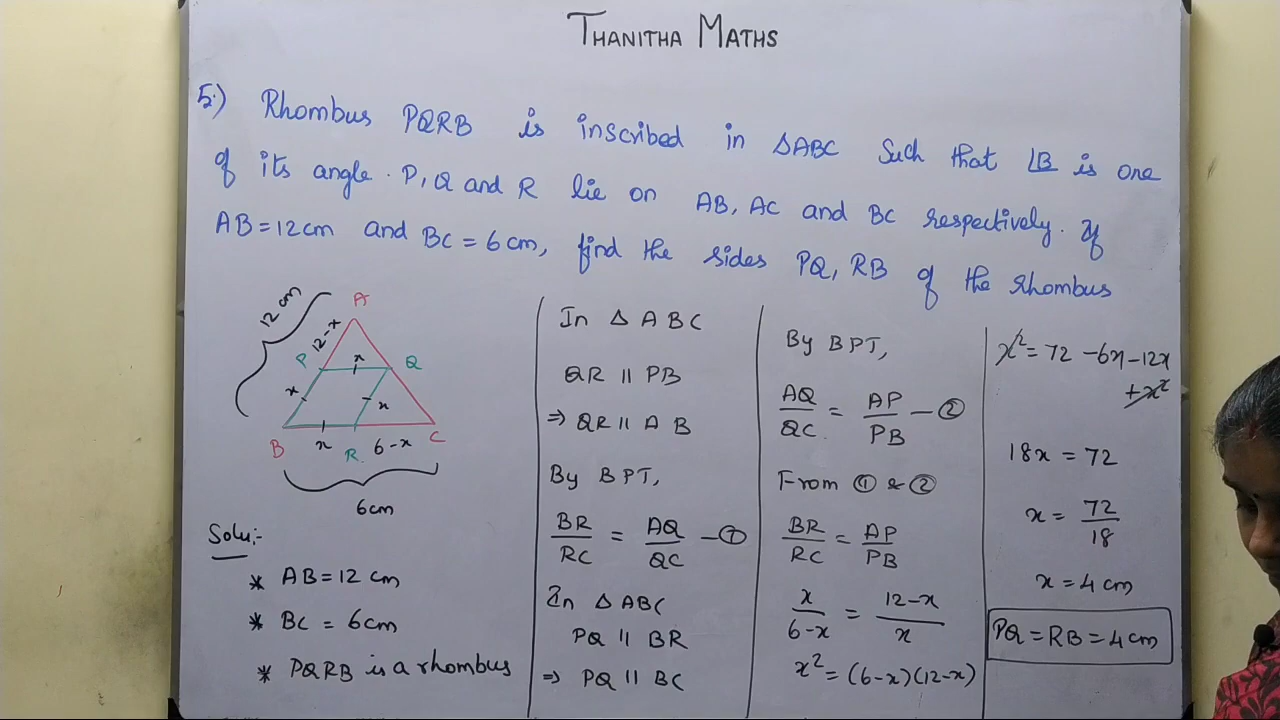 THANITHA MATHS
5.) Rhombus PQRB is inscribed in ΔABC Such that ∠B is one
of its angle. P, Q and R lie on AB, AC and BC respectively. If
AB = 12cm and BC = 6cm, find the sides PQ, RB of the rhombus
12 cm
A
12-x
P
x
Q
x
x
B
x
R
6-x
C
6cm
Solu:-
* AB = 12 cm
* BC = 6cm
* PQRB is a rhombus
In Δ ABC
QR || PB
⇒ QR || AB
By BPT,
BR/RC = AQ/QC — ①
In Δ ABC
PQ || BR
⇒ PQ || BC
By BPT,
AQ/QC = AP/PB — ②
From ① & ②
BR/RC = AP/PB
x/6-x = 12-x/x
x² = (6-x)(12-x)
x² = 72 -6x-12x
+x²
18x = 72
x = 72/18
x = 4 cm
PQ = RB = 4cm